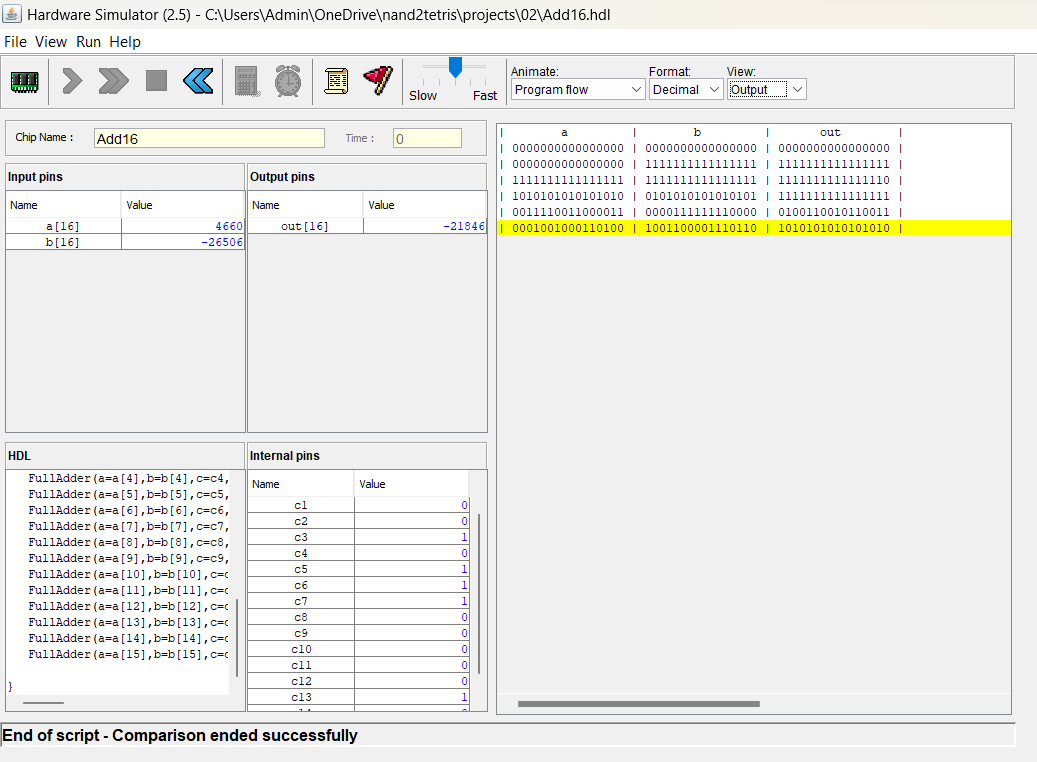 Hardware Simulator (2.5) - C:\Users\Admin\OneDrive\nand2tetris\projects\02\Add16.hdl
File View Run Help
Slow Fast
Animate: Format: View:
Program flow Decimal Output
Chip Name : Add16 Time : 0
Input pins
Name Value
a[16] 4660
b[16] -26506
Output pins
Name Value
out[16] -21846
HDL
FullAdder(a=a[4],b=b[4],c=c4,
FullAdder(a=a[5],b=b[5],c=c5,
FullAdder(a=a[6],b=b[6],c=c6,
FullAdder(a=a[7],b=b[7],c=c7,
FullAdder(a=a[8],b=b[8],c=c8,
FullAdder(a=a[9],b=b[9],c=c9,
FullAdder(a=a[10],b=b[10],c=c
FullAdder(a=a[11],b=b[11],c=c
FullAdder(a=a[12],b=b[12],c=c
FullAdder(a=a[13],b=b[13],c=c
FullAdder(a=a[14],b=b[14],c=c
FullAdder(a=a[15],b=b[15],c=c
}
Internal pins
Name Value
c1 0
c2 0
c3 1
c4 0
c5 1
c6 1
c7 1
c8 0
c9 0
c10 0
c11 0
c12 0
c13 1
| a | b | out |
| 0000000000000000 | 0000000000000000 | 0000000000000000 |
| 0000000000000000 | 1111111111111111 | 1111111111111111 |
| 1111111111111111 | 1111111111111111 | 1111111111111110 |
| 1010101010101010 | 0101010101010101 | 1111111111111111 |
| 0011110011000011 | 0000111111110000 | 0100110010110011 |
| 0001001000110100 | 1001100001110110 | 1010101010101010 |
End of script - Comparison ended successfully